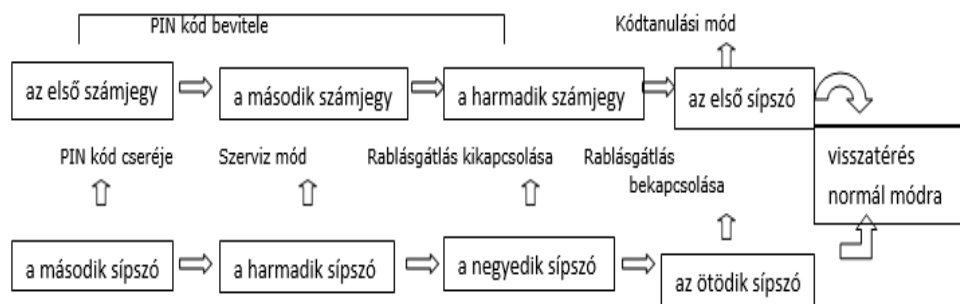 PIN kód bevitele
Kódtanulási mód
az első számjegy
a második számjegy
a harmadik számjegy
az első sípszó
PIN kód cseréje
Szerviz mód
Rablásgátlás kikapcsolása
Rablásgátlás
bekapcsolása
visszatérés
normál módra
a második sípszó
a harmadik sípszó
a negyedik sípszó
az ötödik sípszó